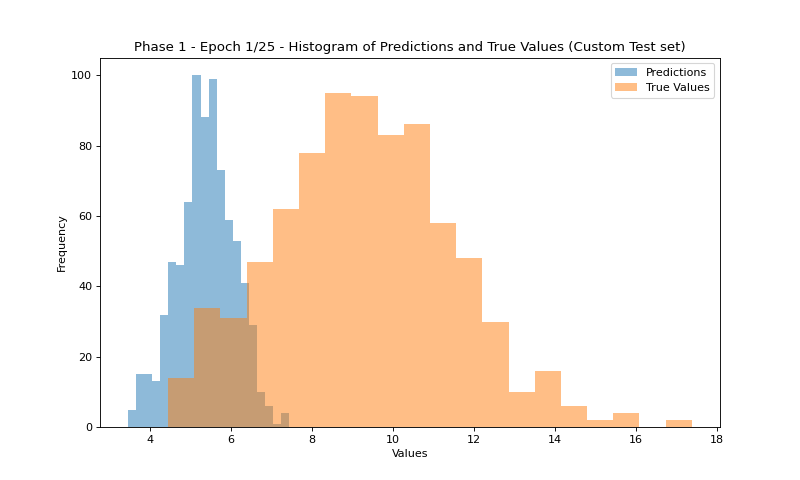 Phase 1 - Epoch 1/25 - Histogram of Predictions and True Values (Custom Test set)
Predictions
True Values
100
80
60
40
20
0
Frequency
4
6
8
10
12
14
16
18
Values